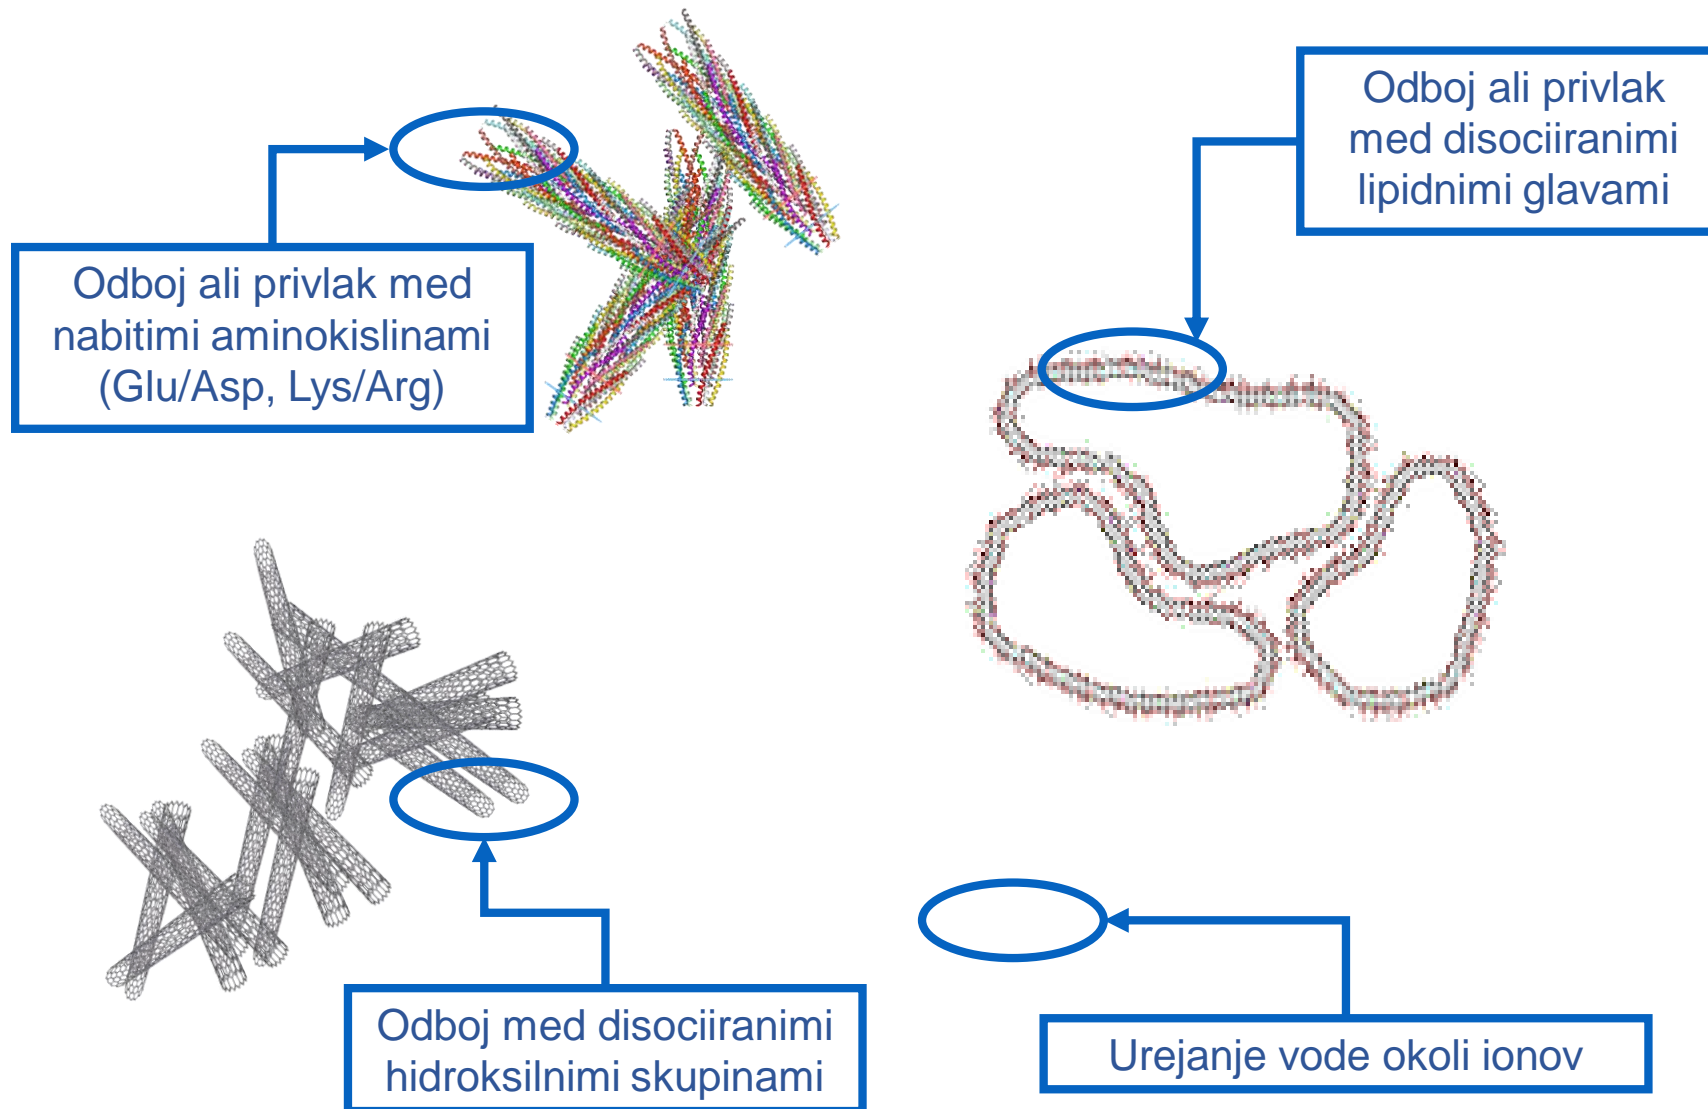 Odboj ali privlak med
nabitimi aminokislinami
(Glu/Asp, Lys/Arg)
Odboj ali privlak
med disociiranimi
lipidnimi glavami
Odboj med disociiranimi
hidroksilnimi skupinami
Urejanje vode okoli ionov